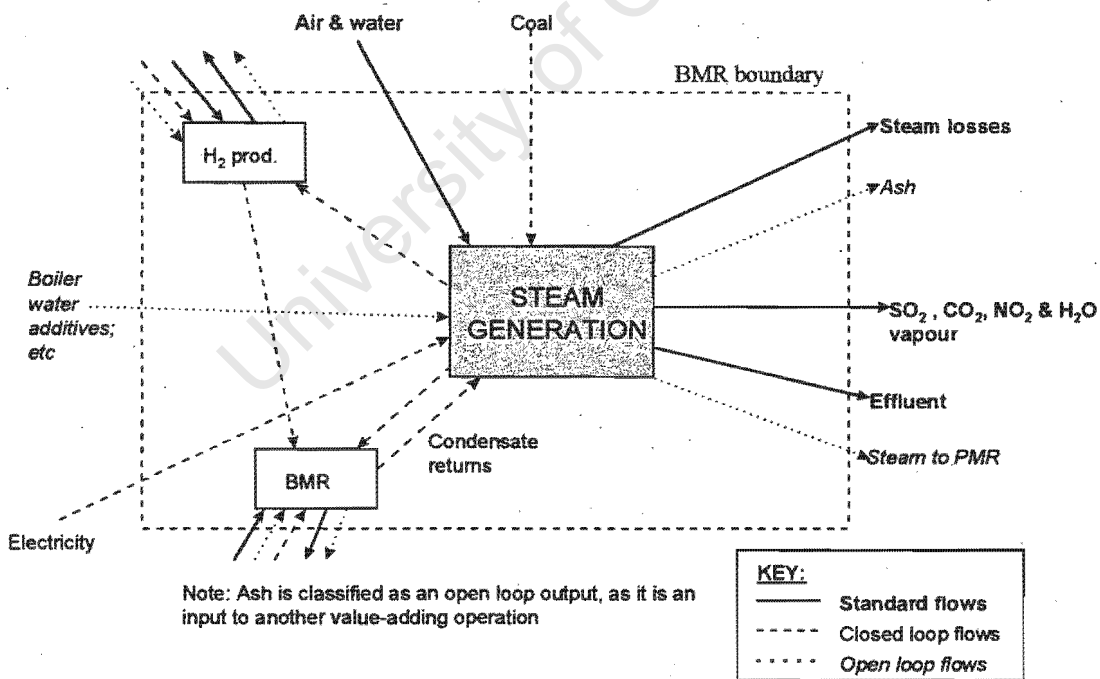 University of C
Air & water
Coal
BMR boundary
H₂ prod.
Steam losses
Ash
Boiler
water
additives;
etc
STEAM
GENERATION
SO₂ , CO₂, NO₂ & H₂O
vapour
Effluent
Condensate
returns
Steam to PMR
BMR
Electricity
Note: Ash is classified as an open loop output, as it is an
input to another value-adding operation
KEY:
Standard flows
Closed loop flows
Open loop flows